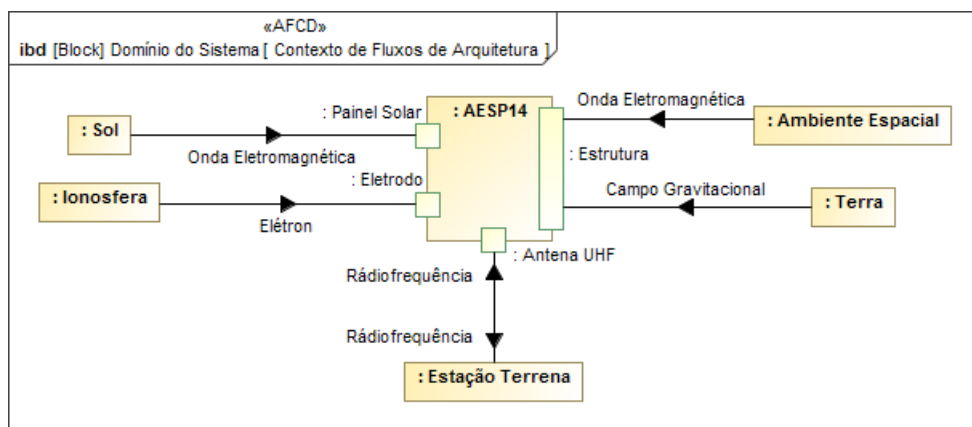 «AFCD»
ibd [Block] Domínio do Sistema [ Contexto de Fluxos de Arquitetura ]
: Sol
Onda Eletromagnética
: Painel Solar
: AESP14
Onda Eletromagnética
: Ambiente Espacial
: Ionosfera
Elétron
: Eletrodo
: Estrutura
Campo Gravitacional
: Terra
: Antena UHF
Rádiofrequência
Rádiofrequência
: Estação Terrena